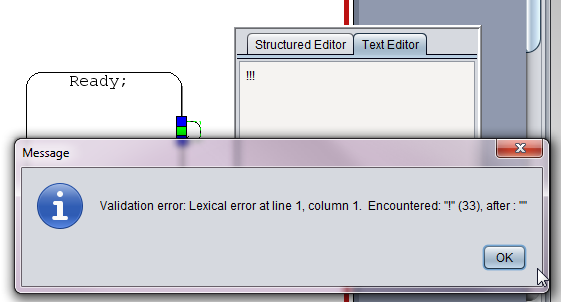 Structured Editor
Text Editor
Ready;
!!!
Message
Validation error: Lexical error at line 1, column 1.  Encountered: "!" (33), after : ""
OK